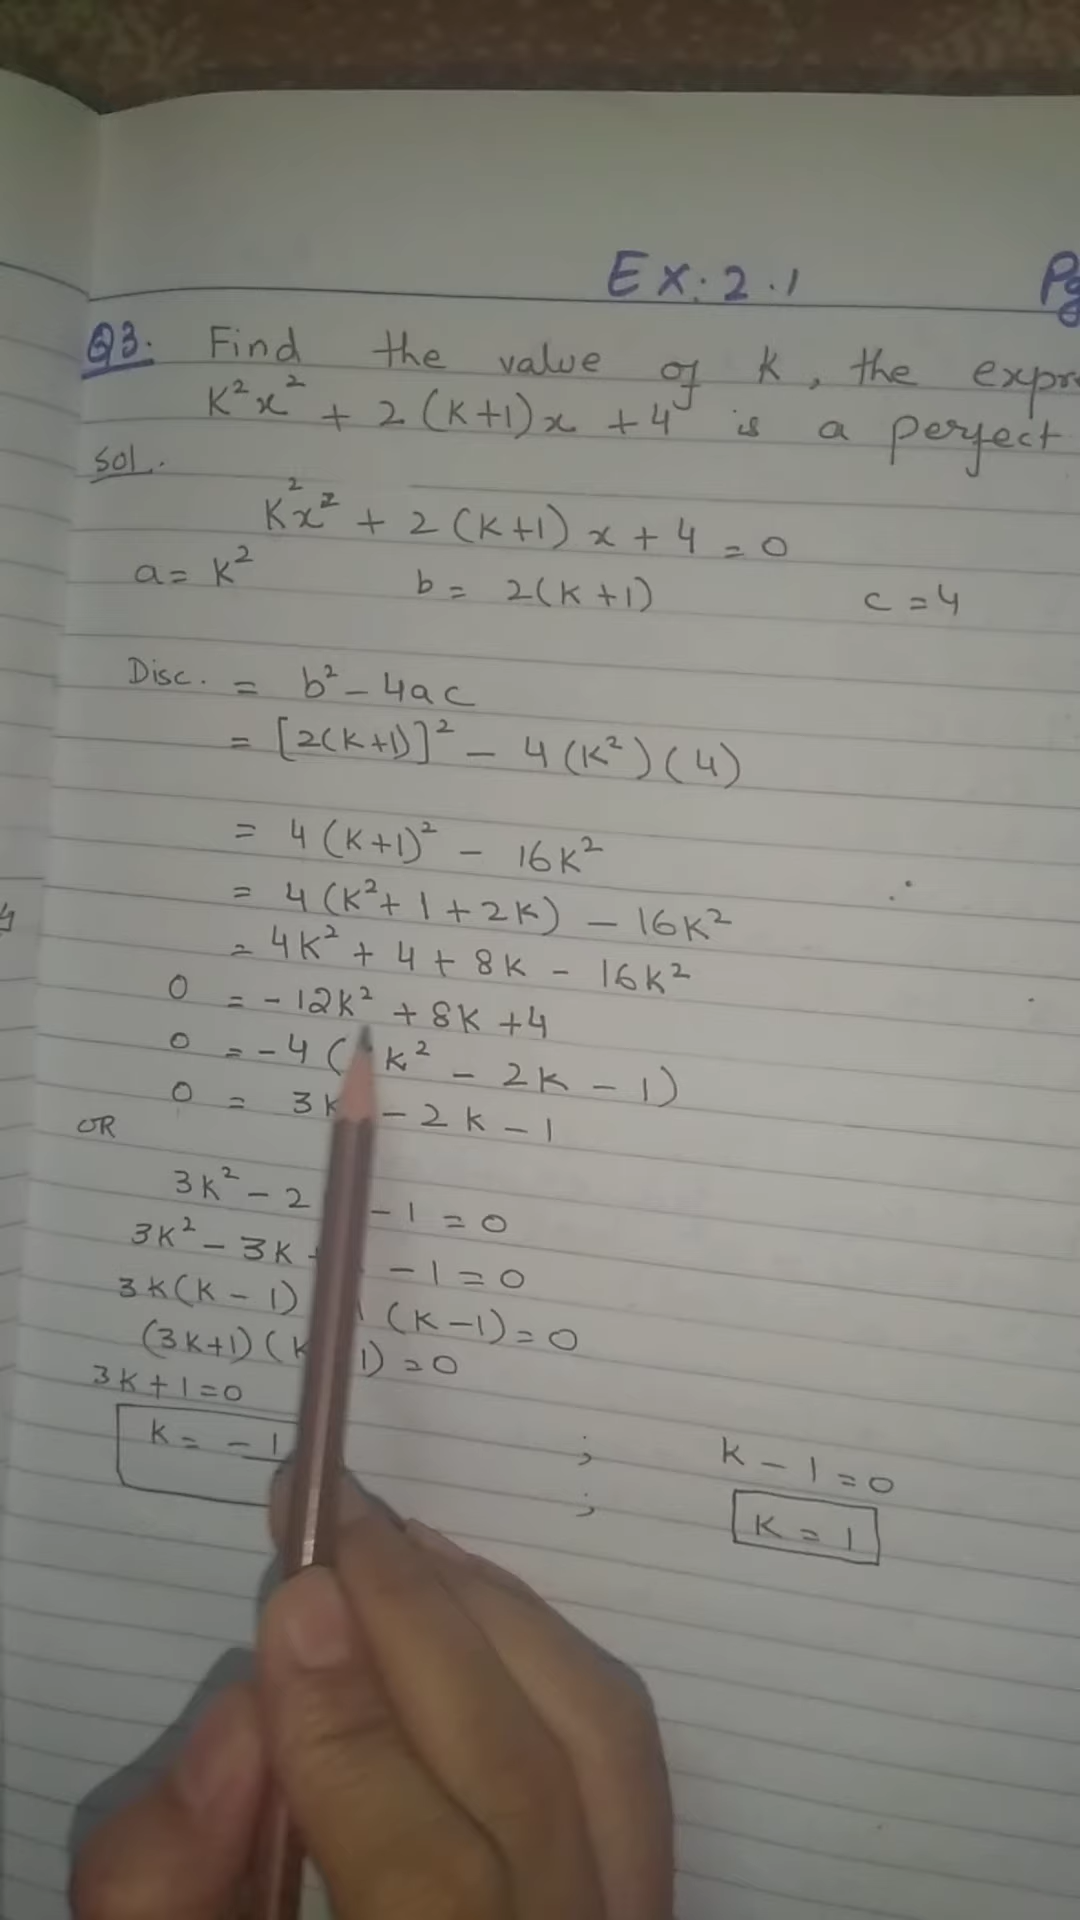 Ex: 2.1
Q3. Find the value of k, the
K²x² + 2(K+1)x + 4 is a perfect
Sol.
K²x² + 2(K+1)x + 4 = 0
a = K² b = 2(K+1) c = 4
Disc. = b² - 4ac
= [2(K+1)]² - 4(K²)(4)
= 4(K+1)² - 16K²
= 4(K²+1+2K) - 16K²
= 4K² + 4 + 8K - 16K²
0 = -12K² + 8K + 4
0 = -4( K² - 2K - 1)
0 = 3K - 2K - 1
OR
3K² - 2 - 1 = 0
3K² - 3K + - 1 = 0
3K(K - 1) (K-1) = 0
(3K+1)(K 1) = 0
3K + 1 = 0
K = -1 ; K - 1 = 0
; K = 1